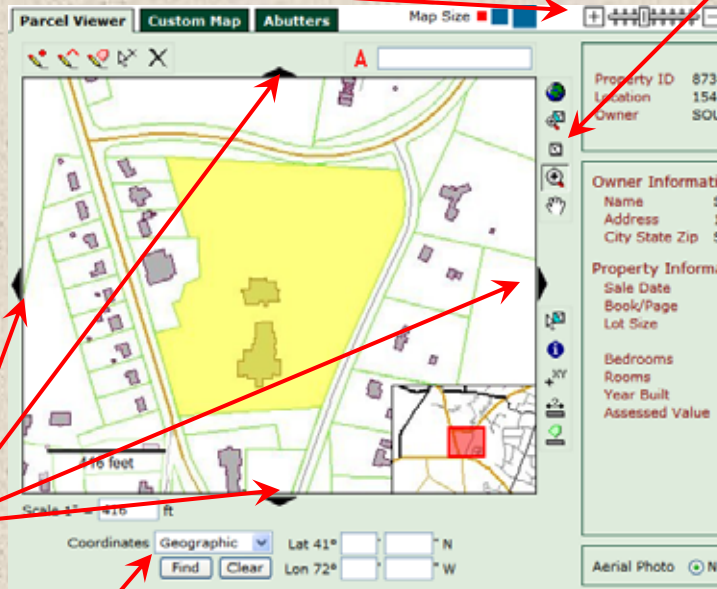 Parcel Viewer Custom Map Abutters Map Size
A
Property ID 873
Location 154
Owner SOU
Owner Informati
Name S
Address
City State Zip S
Property Informa
Sale Date
Book/Page
Lot Size
Bedrooms
Rooms
Year Built
Assessed Value
XY
416 feet
Scale 1" = 416 ft
Coordinates Geographic Lat 41° ' " N
Find Clear Lon 72° ' " W
Aerial Photo N